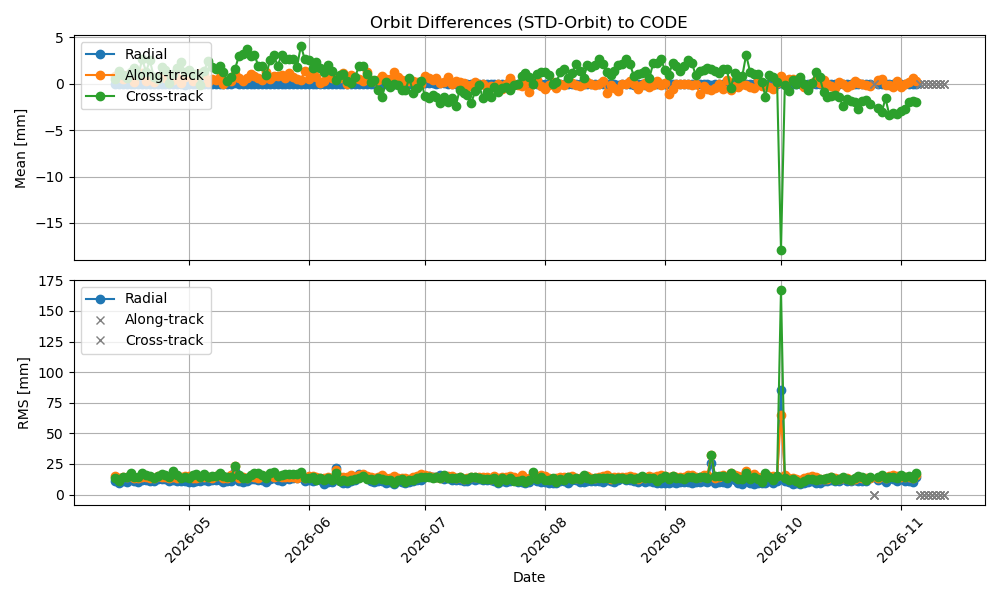 Orbit Differences (STD-Orbit) to CODE
Mean [mm]
5
0
−5
−10
−15
Radial
Along-track
Cross-track
RMS [mm]
175
150
125
100
75
50
25
0
Radial
Along-track
Cross-track
2026-05
2026-06
2026-07
2026-08
2026-09
2026-10
2026-11
Date